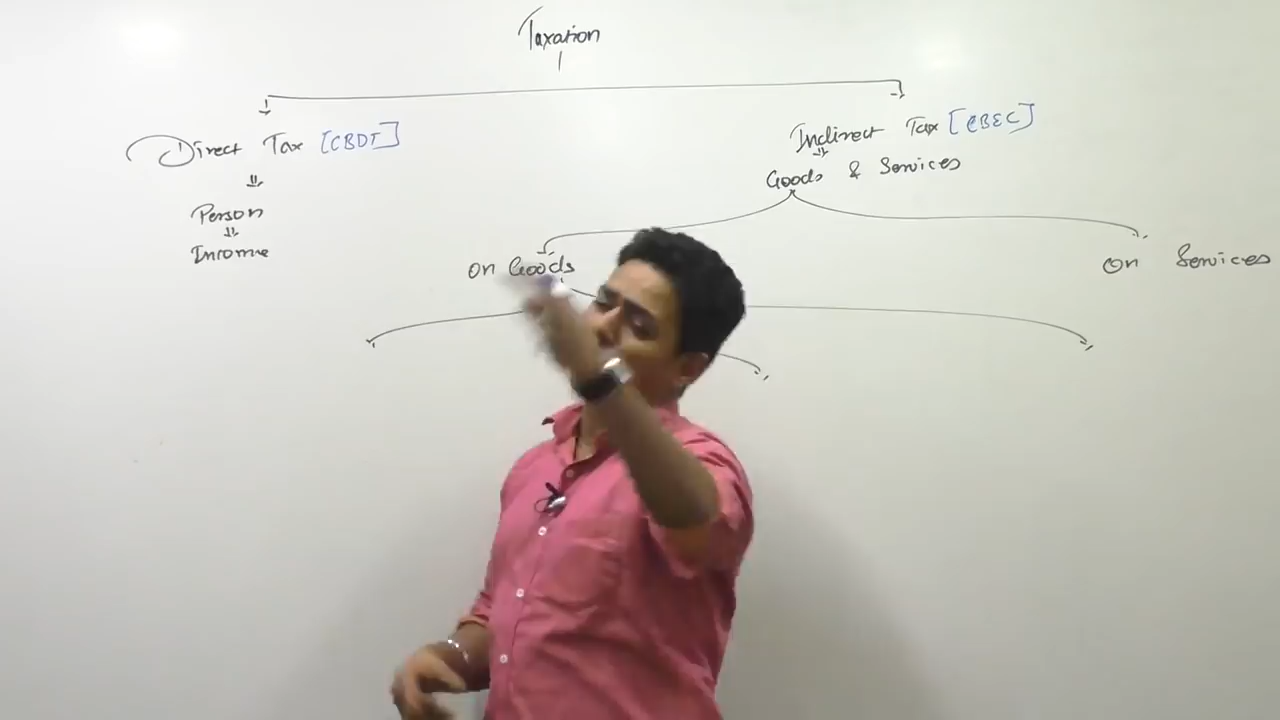 Taxation
Direct Tax [CBDT]
Person
Income
Indirect Tax [CBEC]
Goods & Services
on Goods
on Services